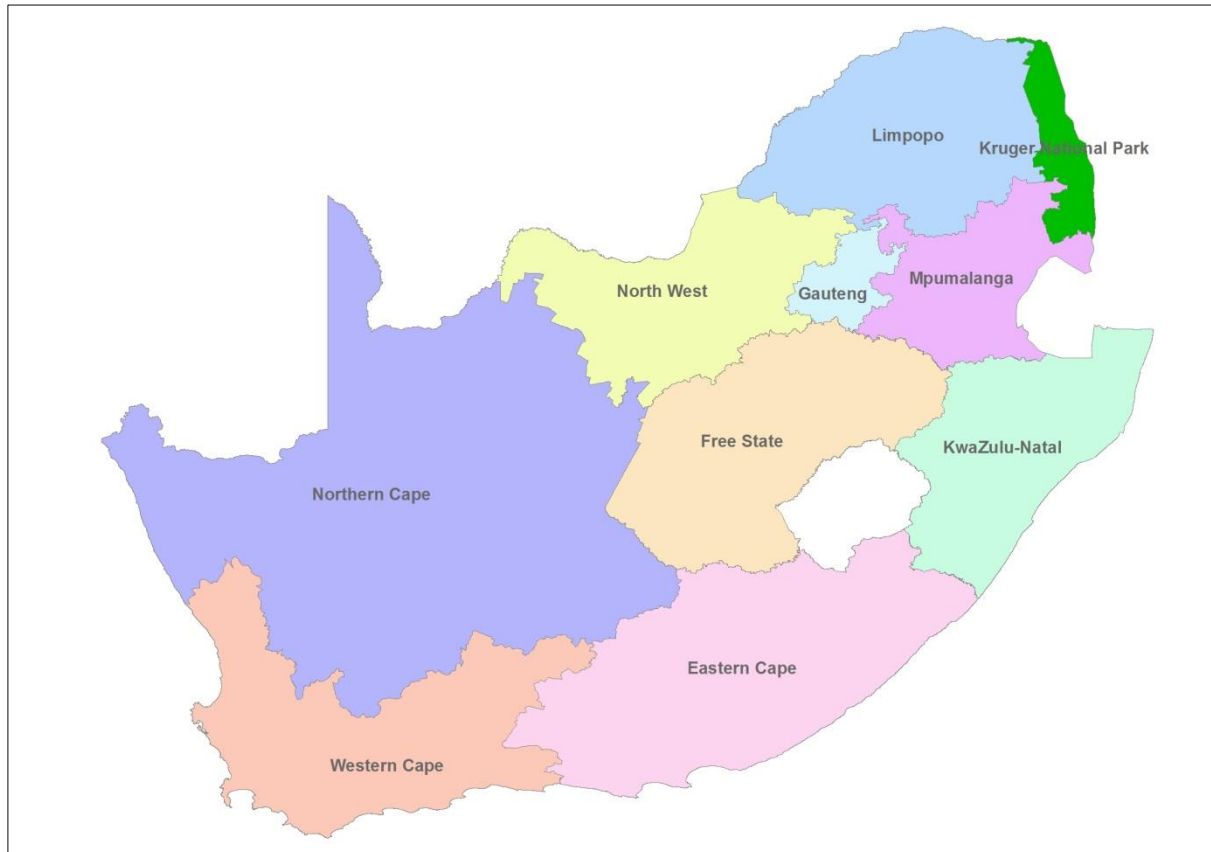 Limpopo
Kruger National Park
Mpumalanga
North West
Gauteng
Free State
KwaZulu-Natal
Northern Cape
Eastern Cape
Western Cape